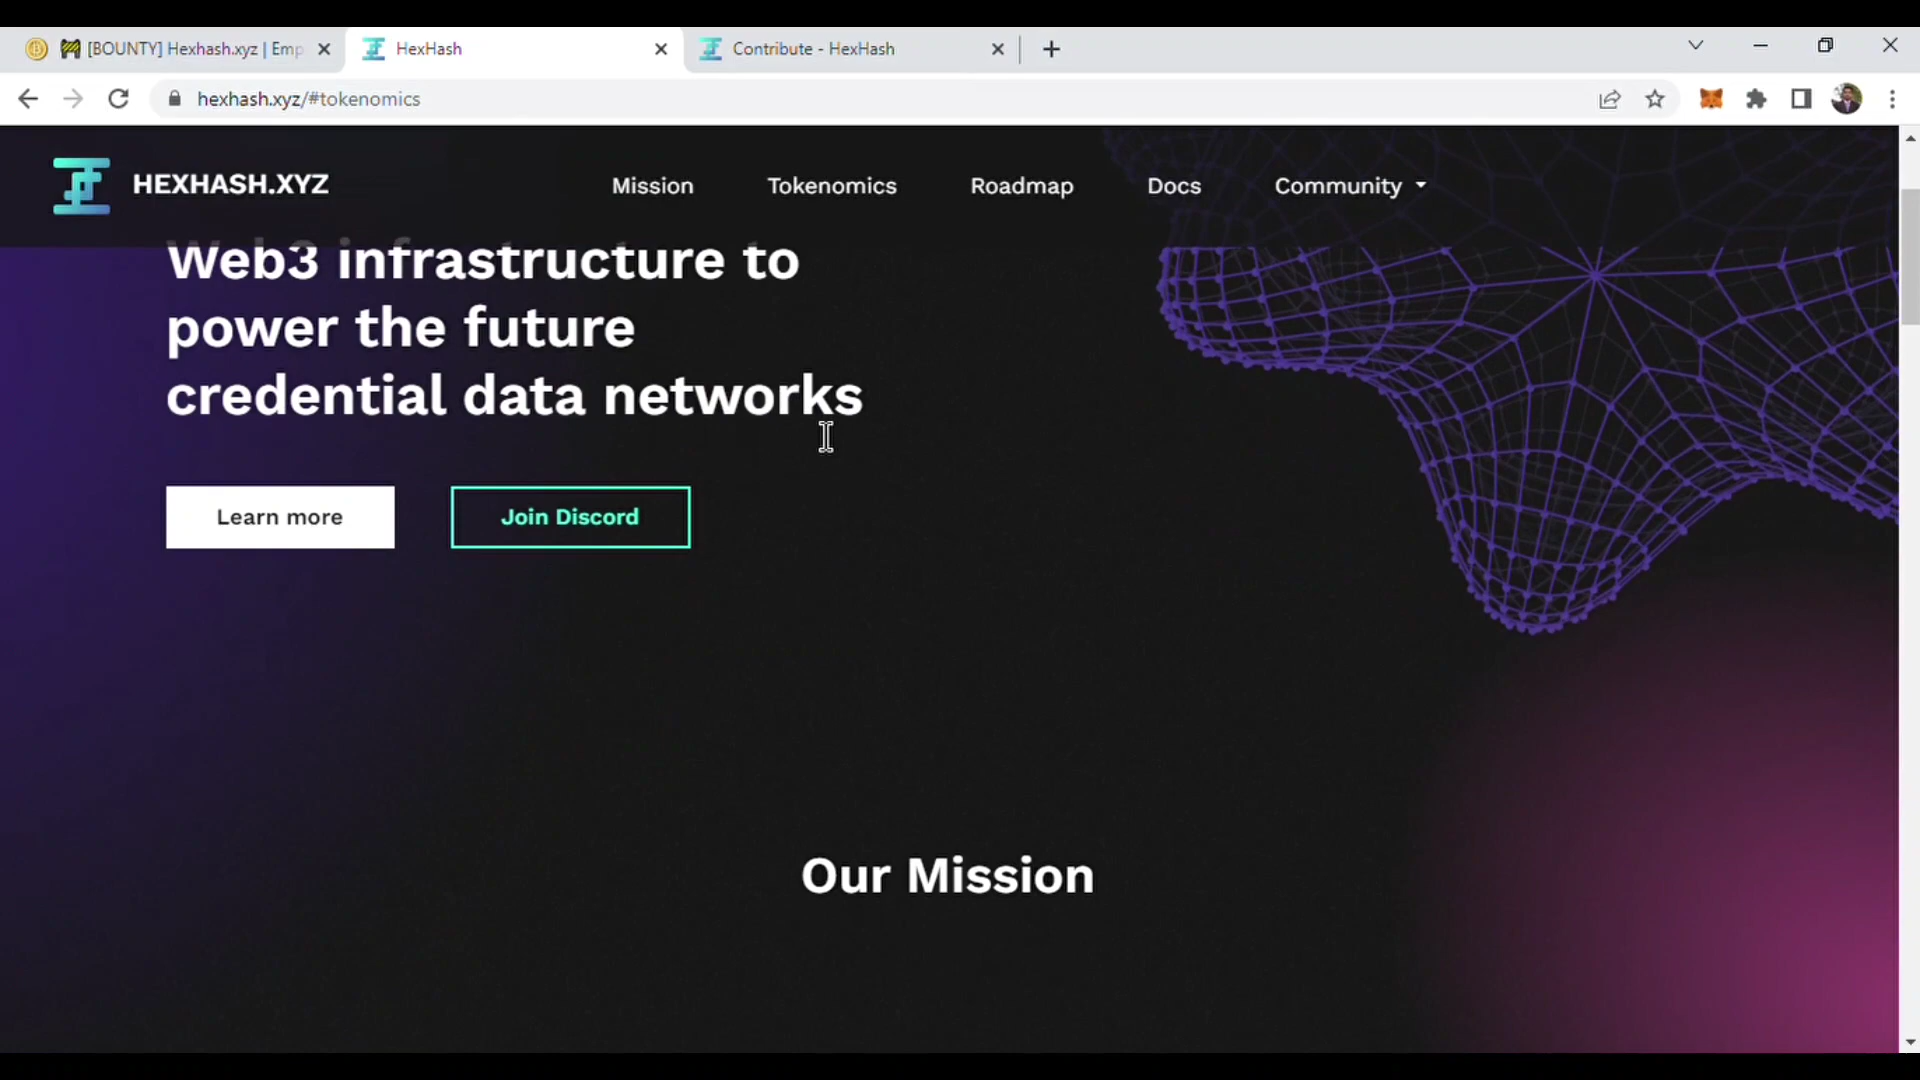 [BOUNTY] Hexhash.xyz | Emp
HexHash
Contribute - HexHash
hexhash.xyz/#tokenomics
HEXHASH.XYZ
Mission
Tokenomics
Roadmap
Docs
Community
Web3 infrastructure to
power the future
credential data networks
Learn more
Join Discord
Our Mission